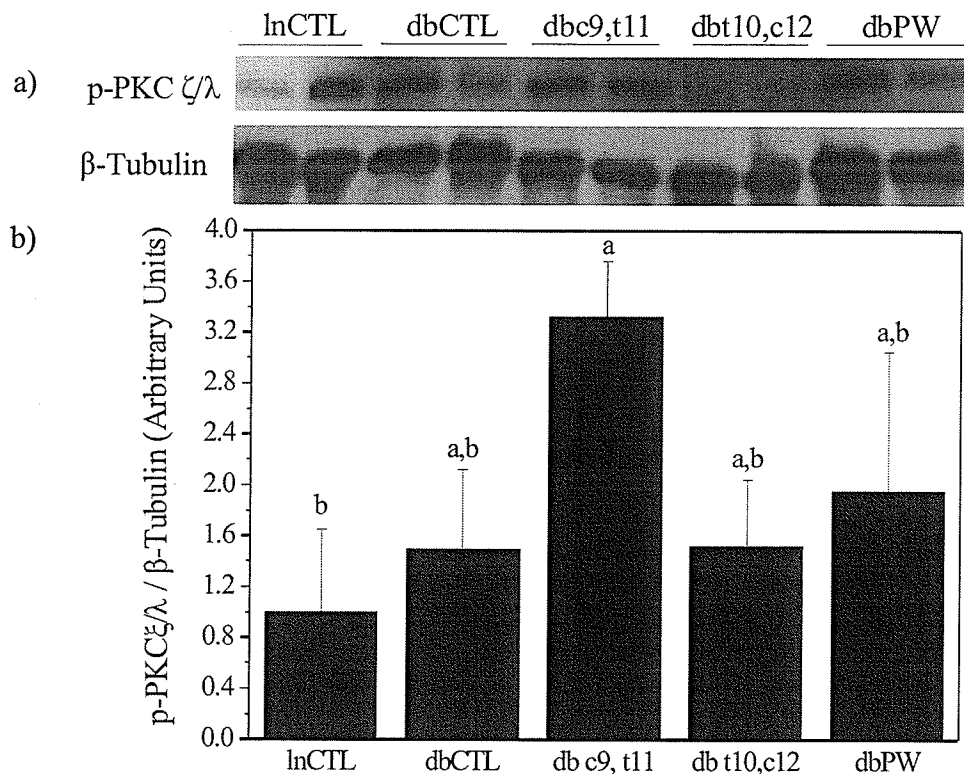 lnCTL dbCTL dbc9,t11 dbt10,c12 dbPW
a) p-PKC ζ/λ
β-Tubulin
b)
p-PKCξ/λ / β-Tubulin (Arbitrary Units)
4.0
3.6
3.2
2.8
2.4
2.0
1.6
1.2
0.8
0.4
0.0
b
a,b
a
a,b
a,b
lnCTL dbCTL db c9, t11 db t10,c12 dbPW